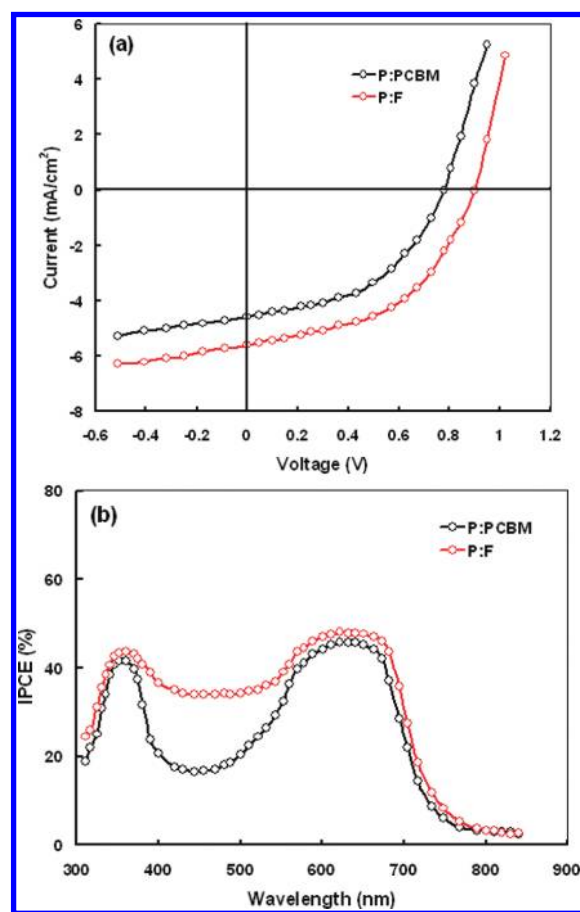 (a)
P:PCBM
P:F
6
4
2
0
-2
-4
-6
-8
Current (mA/cm²)
-0.6 -0.4 -0.2 0 0.2 0.4 0.6 0.8 1 1.2
Voltage (V)
(b)
P:PCBM
P:F
80
60
40
20
0
IPCE (%)
300 400 500 600 700 800 900
Wavelength (nm)